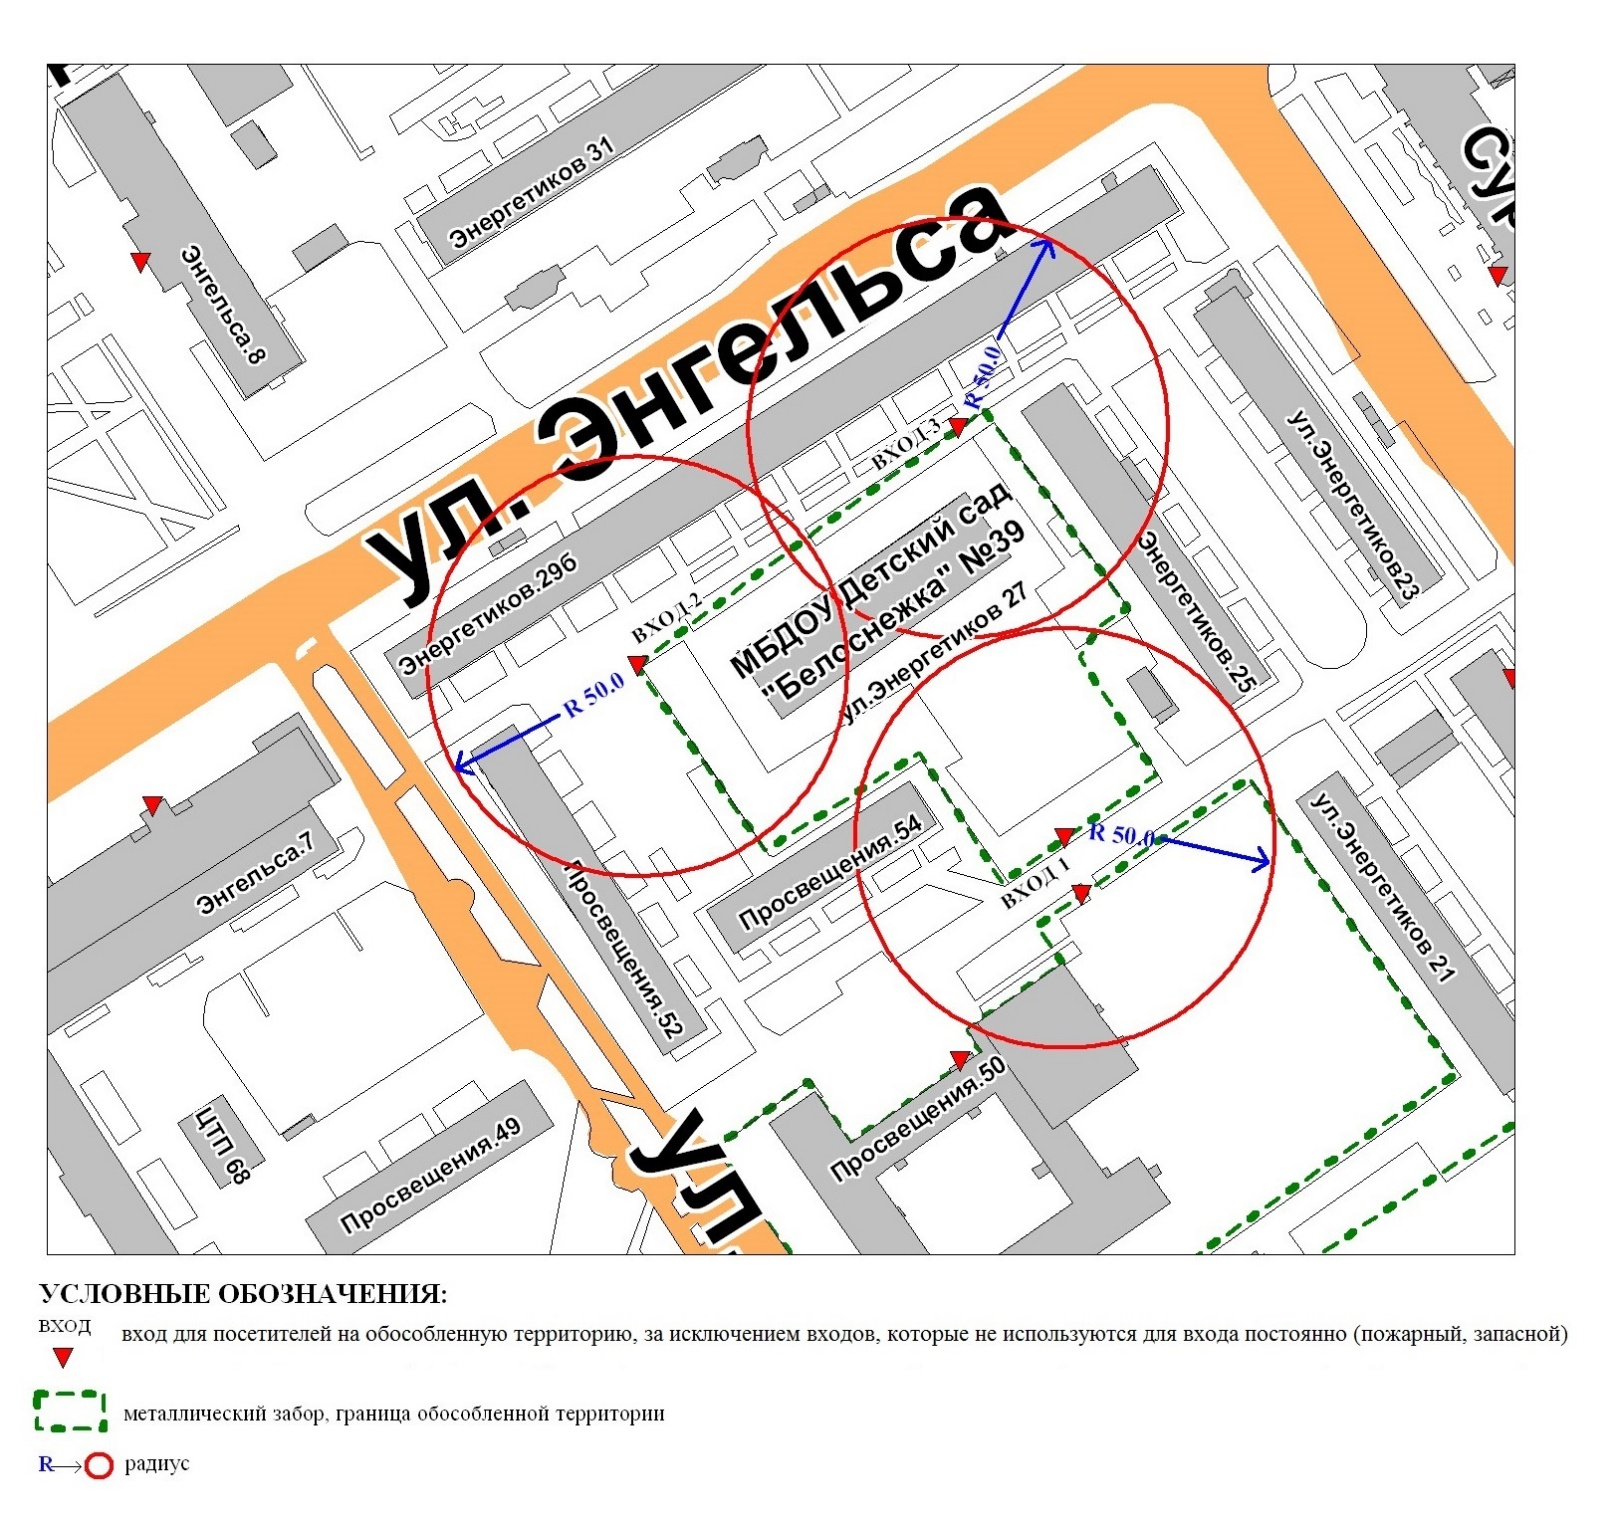 Энергетиков 31
Сур
Энгельса.8
ул. Энгельса
R 50.0
ВХОД-3
ул.Энергетиков23
МБДОУ Детский сад
"Белоснежка" №39
ул.Энергетиков 27
Энергетиков.29б
ВХОД-2
Энергетиков.25
R 50.0
Энгельса.7
Просвещения.54
R 50.0
ВХОД 1
ул.Энергетиков 21
Просвещения.52
Просвещения.50
ЦТП 68
Просвещения.49
ул.
УСЛОВНЫЕ ОБОЗНАЧЕНИЯ:
ВХОД
вход для посетителей на обособленную территорию, за исключением входов, которые не используются для входа постоянно (пожарный, запасной)
металлический забор, граница обособленной территории
R
радиус